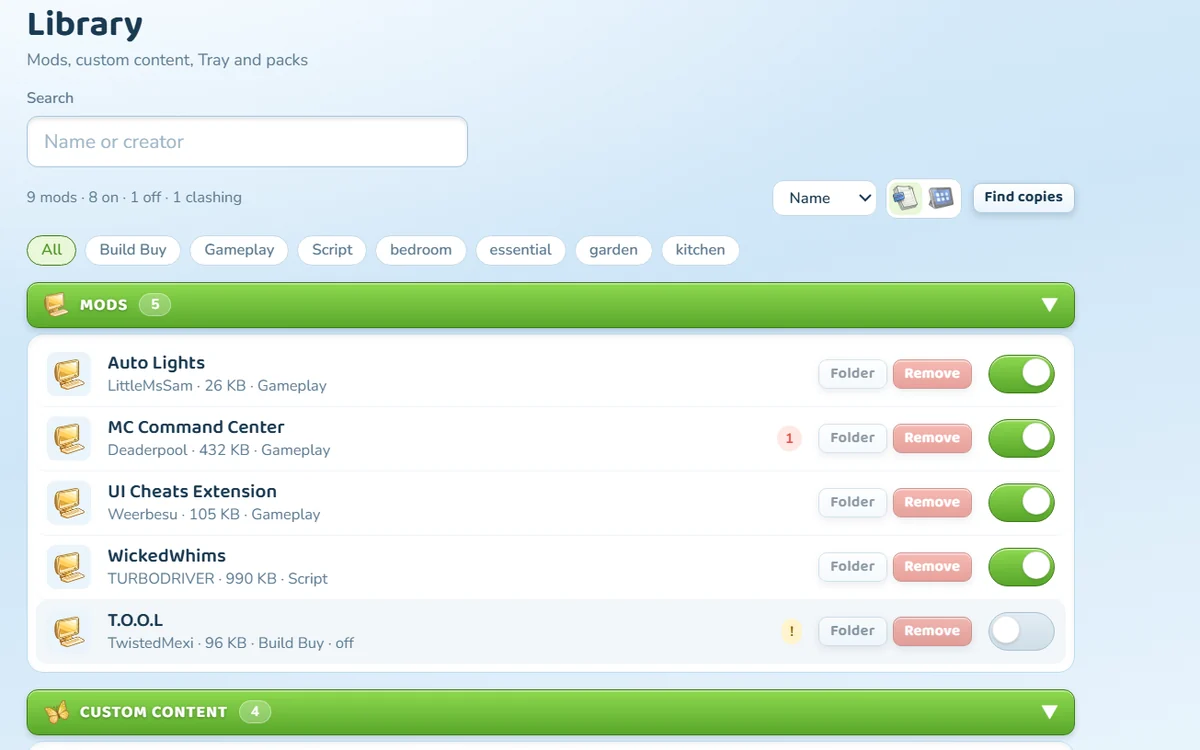 Library
Mods, custom content, Tray and packs
Search
Name or creator
9 mods · 8 on · 1 off · 1 clashing
Name
Find copies
All
Build Buy
Gameplay
Script
bedroom
essential
garden
kitchen
MODS 5
Auto Lights
LittleMsSam · 26 KB · Gameplay
Folder
Remove
MC Command Center
Deaderpool · 432 KB · Gameplay
1
Folder
Remove
UI Cheats Extension
Weerbesu · 105 KB · Gameplay
Folder
Remove
WickedWhims
TURBODRIVER · 990 KB · Script
Folder
Remove
T.O.O.L
TwistedMexi · 96 KB · Build Buy · off
!
Folder
Remove
CUSTOM CONTENT 4